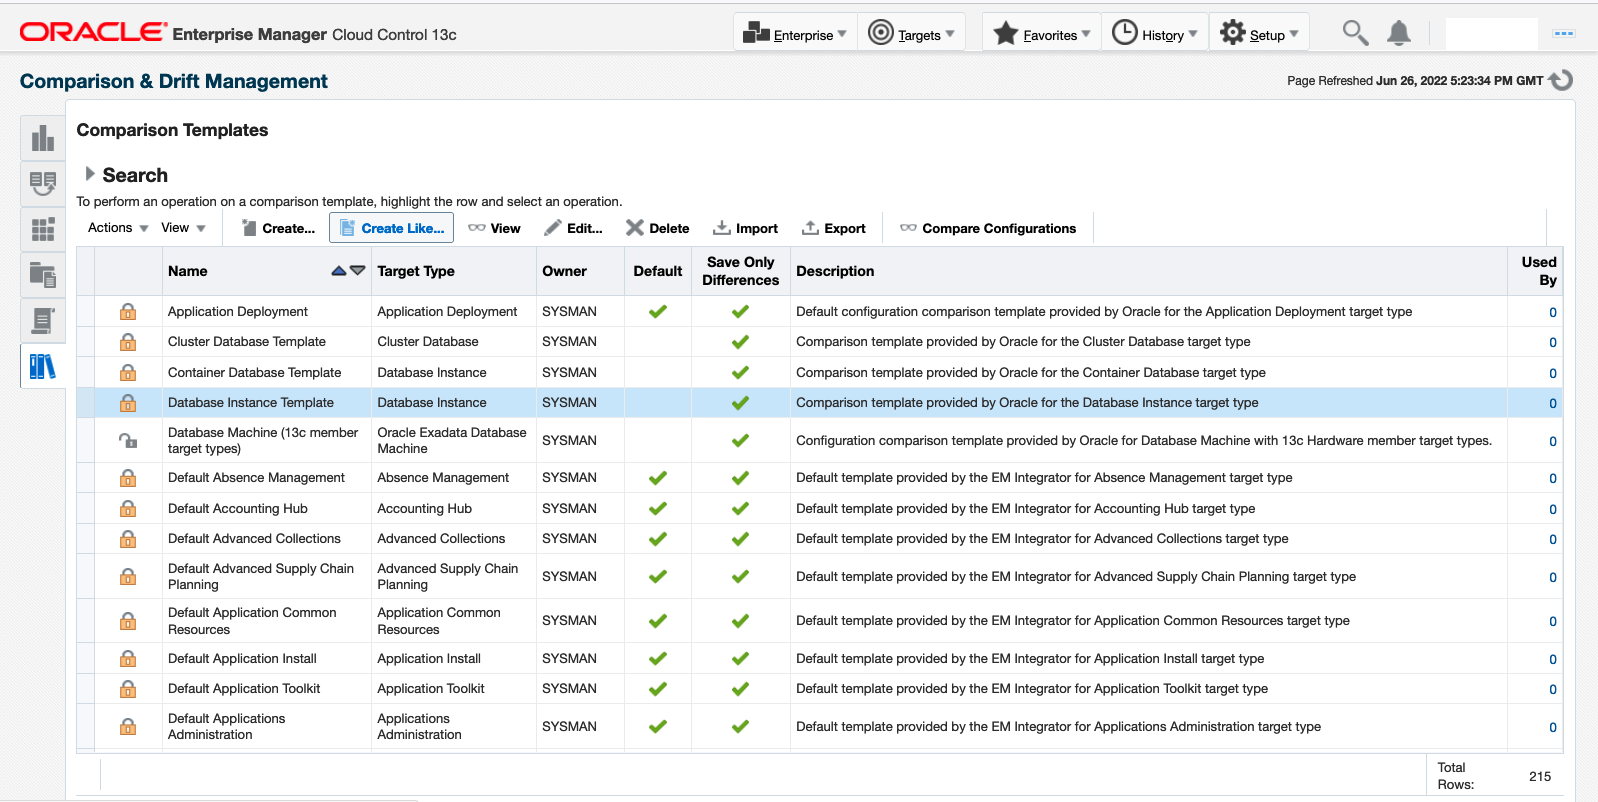 ORACLE Enterprise Manager Cloud Control 13c
Enterprise Targets Favorites History Setup
Comparison & Drift Management
Page Refreshed Jun 26, 2022 5:23:34 PM GMT
Comparison Templates
Search
To perform an operation on a comparison template, highlight the row and select an operation.
Actions View Create... Create Like... View Edit... Delete Import Export Compare Configurations
Name Target Type Owner Default Save Only Differences Description Used By
Application Deployment Application Deployment SYSMAN Default configuration comparison template provided by Oracle for the Application Deployment target type 0
Cluster Database Template Cluster Database SYSMAN Comparison template provided by Oracle for the Cluster Database target type 0
Container Database Template Database Instance SYSMAN Comparison template provided by Oracle for the Container Database target type 0
Database Instance Template Database Instance SYSMAN Comparison template provided by Oracle for the Database Instance target type 0
Database Machine (13c member target types) Oracle Exadata Database Machine SYSMAN Configuration comparison template provided by Oracle for Database Machine with 13c Hardware member target types. 0
Default Absence Management Absence Management SYSMAN Default template provided by the EM Integrator for Absence Management target type 0
Default Accounting Hub Accounting Hub SYSMAN Default template provided by the EM Integrator for Accounting Hub target type 0
Default Advanced Collections Advanced Collections SYSMAN Default template provided by the EM Integrator for Advanced Collections target type 0
Default Advanced Supply Chain Planning Advanced Supply Chain Planning SYSMAN Default template provided by the EM Integrator for Advanced Supply Chain Planning target type 0
Default Application Common Resources Application Common Resources SYSMAN Default template provided by the EM Integrator for Application Common Resources target type 0
Default Application Install Application Install SYSMAN Default template provided by the EM Integrator for Application Install target type 0
Default Application Toolkit Application Toolkit SYSMAN Default template provided by the EM Integrator for Application Toolkit target type 0
Default Applications Administration Applications Administration SYSMAN Default template provided by the EM Integrator for Applications Administration target type 0
Total Rows: 215